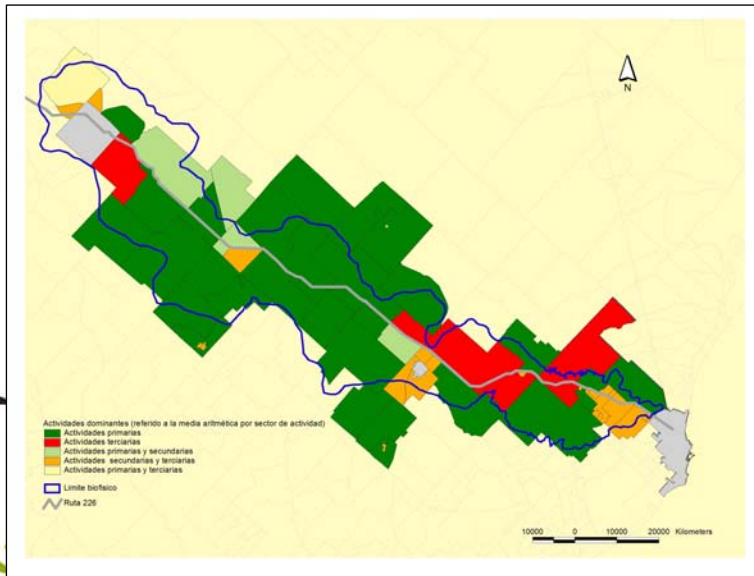 N
Actividades dominantes (referido a la media aritmética por sector de actividad)
Actividades primarias
Actividades terciarias
Actividades primarias y secundarias
Actividades secundarias y terciarias
Actividades primarias y terciarias
Límite biofísico
Ruta 226
10000 0 10000 20000 Kilometers